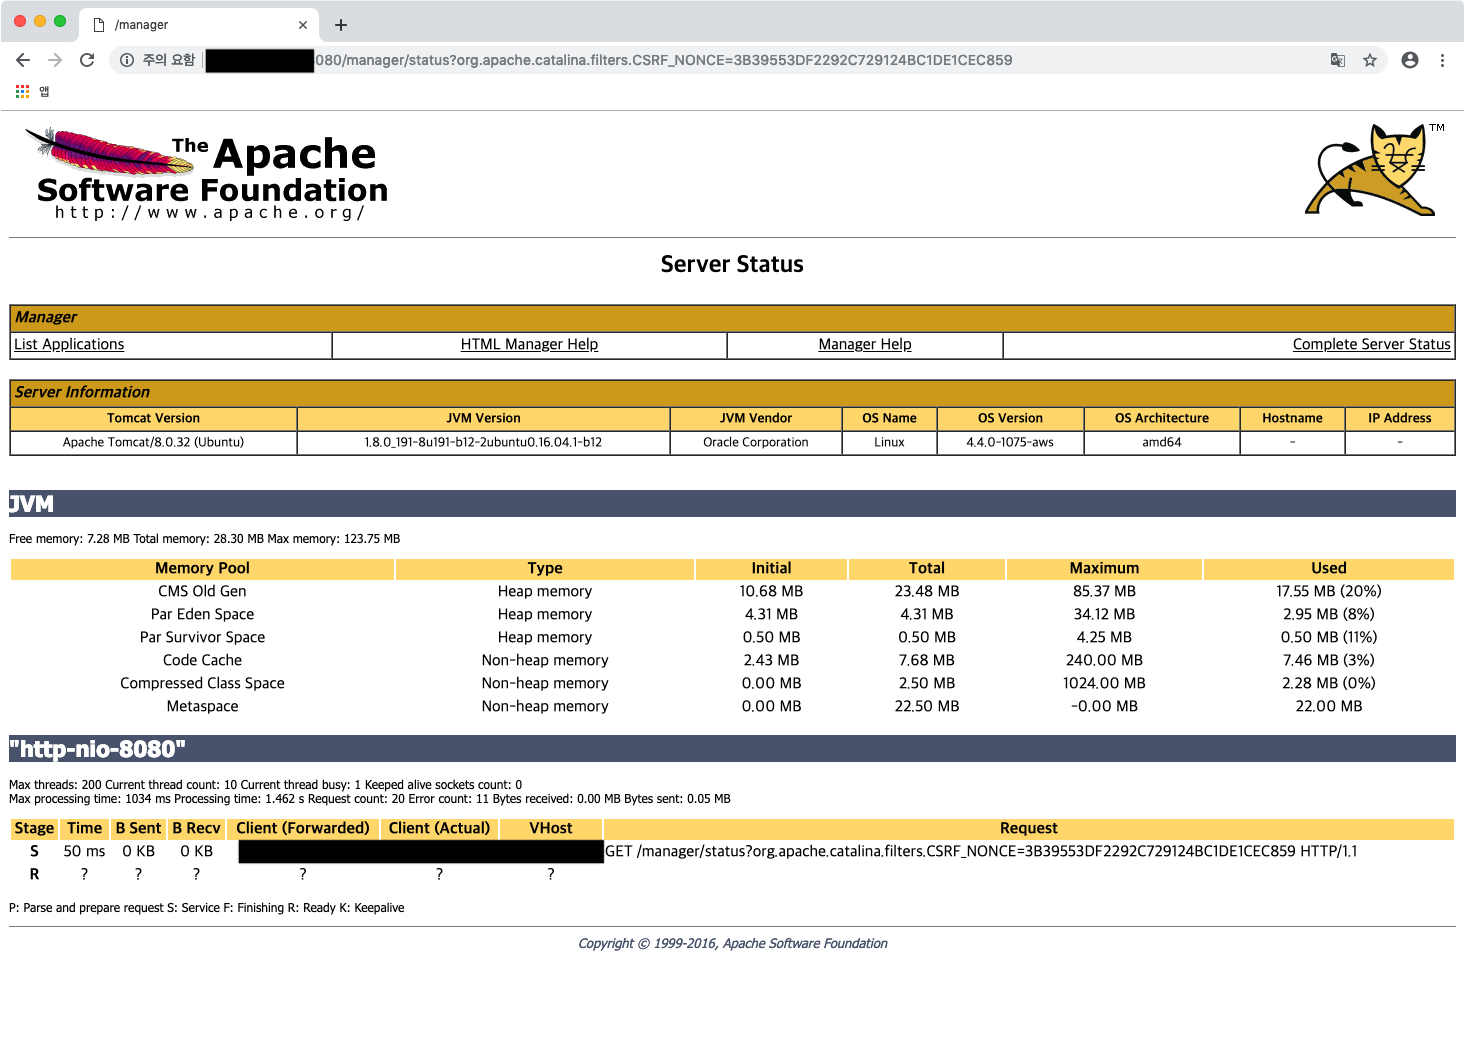 /manager
주의 요함 080/manager/status?org.apache.catalina.filters.CSRF_NONCE=3B39553DF2292C729124BC1DE1CEC859
앱
The Apache
Software Foundation
http://www.apache.org/
TM
Server Status
Manager
List Applications HTML Manager Help Manager Help Complete Server Status
Server Information
Tomcat Version JVM Version JVM Vendor OS Name OS Version OS Architecture Hostname IP Address
Apache Tomcat/8.0.32 (Ubuntu) 1.8.0_191-8u191-b12-2ubuntu0.16.04.1-b12 Oracle Corporation Linux 4.4.0-1075-aws amd64 - -
JVM
Free memory: 7.28 MB Total memory: 28.30 MB Max memory: 123.75 MB
Memory Pool Type Initial Total Maximum Used
CMS Old Gen Heap memory 10.68 MB 23.48 MB 85.37 MB 17.55 MB (20%)
Par Eden Space Heap memory 4.31 MB 4.31 MB 34.12 MB 2.95 MB (8%)
Par Survivor Space Heap memory 0.50 MB 0.50 MB 4.25 MB 0.50 MB (11%)
Code Cache Non-heap memory 2.43 MB 7.68 MB 240.00 MB 7.46 MB (3%)
Compressed Class Space Non-heap memory 0.00 MB 2.50 MB 1024.00 MB 2.28 MB (0%)
Metaspace Non-heap memory 0.00 MB 22.50 MB -0.00 MB 22.00 MB
"http-nio-8080"
Max threads: 200 Current thread count: 10 Current thread busy: 1 Keeped alive sockets count: 0
Max processing time: 1034 ms Processing time: 1.462 s Request count: 20 Error count: 11 Bytes received: 0.00 MB Bytes sent: 0.05 MB
Stage Time B Sent B Recv Client (Forwarded) Client (Actual) VHost Request
S 50 ms 0 KB 0 KB GET /manager/status?org.apache.catalina.filters.CSRF_NONCE=3B39553DF2292C729124BC1DE1CEC859 HTTP/1.1
R ? ? ? ? ? ?
P: Parse and prepare request S: Service F: Finishing R: Ready K: Keepalive
Copyright © 1999-2016, Apache Software Foundation